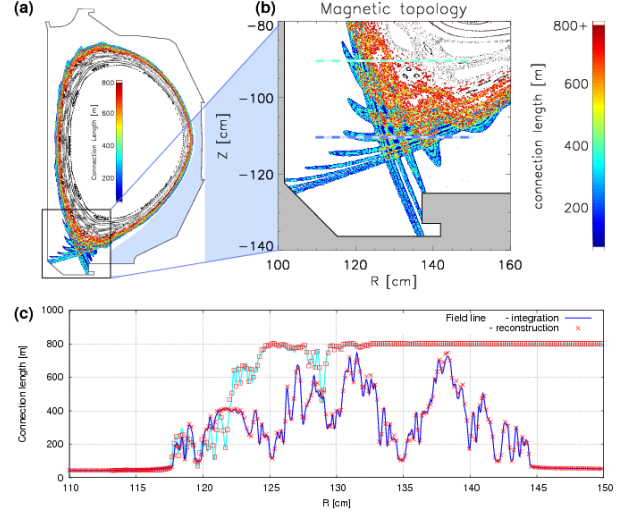 (a)
800
600
400
200
Connection Length [m]
(b)
Magnetic topology
-80
-100
-120
-140
Z [cm]
100
120
140
160
R [cm]
800+
600
400
200
connection length [m]
(c)
1000
800
600
400
200
0
Connection length [m]
Field line - integration
- reconstruction
110
115
120
125
130
135
140
145
150
R [cm]